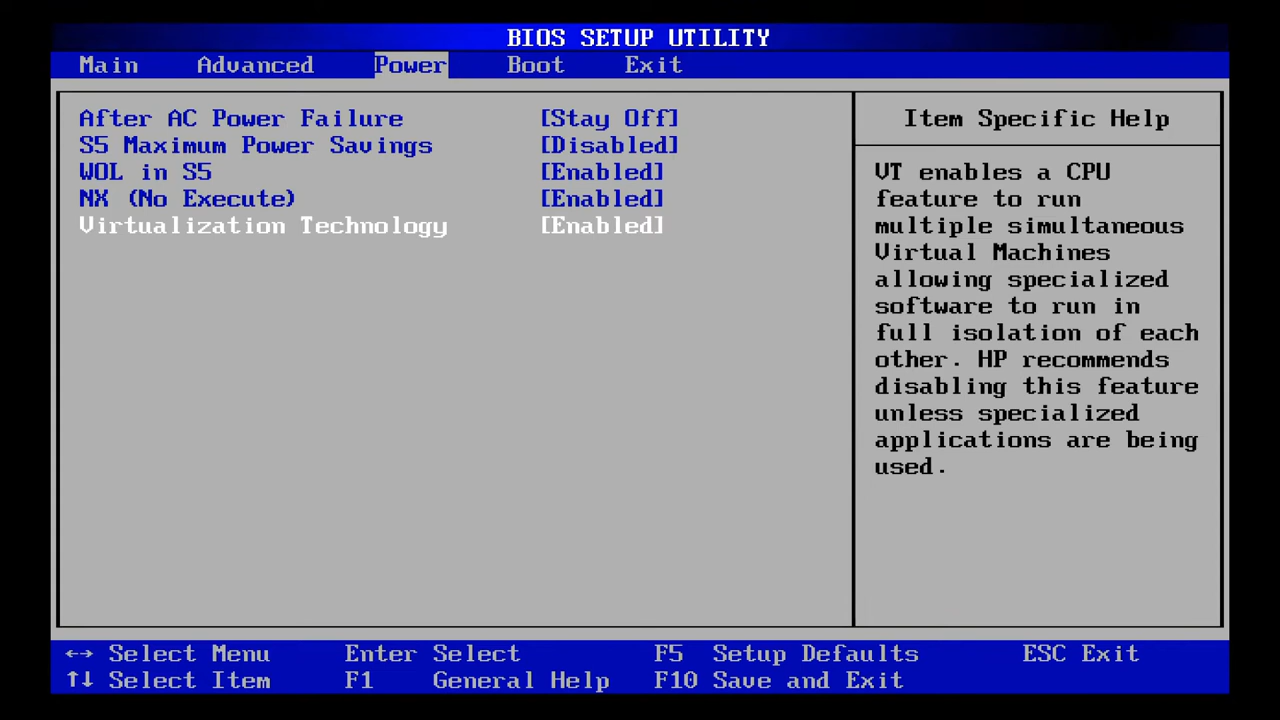 BIOS SETUP UTILITY
Main Advanced Power Boot Exit
After AC Power Failure [Stay Off]
S5 Maximum Power Savings [Disabled]
WOL in S5 [Enabled]
NX (No Execute) [Enabled]
Virtualization Technology [Enabled]
Item Specific Help
VT enables a CPU
feature to run
multiple simultaneous
Virtual Machines
allowing specialized
software to run in
full isolation of each
other. HP recommends
disabling this feature
unless specialized
applications are being
used.
←→ Select Menu Enter Select F5 Setup Defaults ESC Exit
↑↓ Select Item F1 General Help F10 Save and Exit